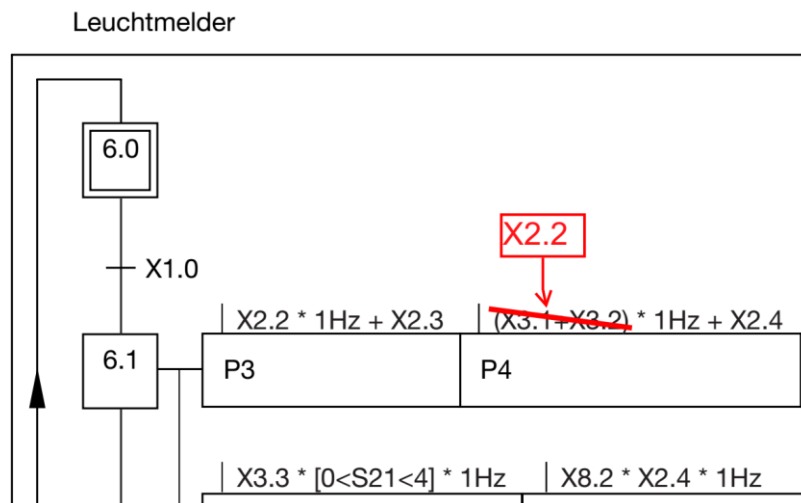 Leuchtmelder
6.0
X2.2
X1.0
X2.2 * 1Hz + X2.3
(X3.1+X3.2) * 1Hz + X2.4
6.1
P3
P4
X3.3 * [0<S21<4] * 1Hz
X8.2 * X2.4 * 1Hz